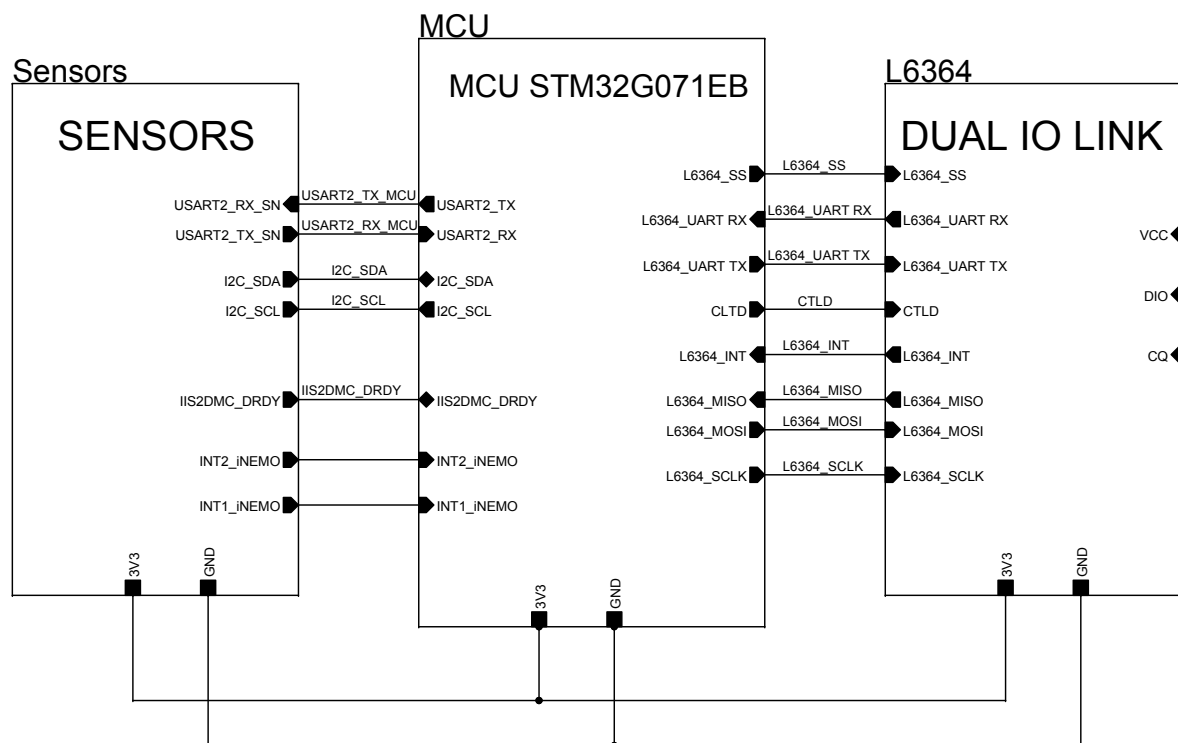 MCU
Sensors
L6364
MCU STM32G071EB
SENSORS
DUAL IO LINK
USART2_RX_SN
USART2_TX_SN
I2C_SDA
I2C_SCL
IIS2DMC_DRDY
INT2_iNEMO
INT1_iNEMO
3V3
GND
USART2_TX_MCU
USART2_RX_MCU
I2C_SDA
I2C_SCL
IIS2DMC_DRDY
USART2_TX
USART2_RX
I2C_SDA
I2C_SCL
IIS2DMC_DRDY
INT2_iNEMO
INT1_iNEMO
L6364_SS
L6364_UART RX
L6364_UART TX
CLTD
L6364_INT
L6364_MISO
L6364_MOSI
L6364_SCLK
3V3
GND
L6364_SS
L6364_UART RX
L6364_UART TX
CTLD
L6364_INT
L6364_MISO
L6364_MOSI
L6364_SCLK
L6364_SS
L6364_UART RX
L6364_UART TX
CTLD
L6364_INT
L6364_MISO
L6364_MOSI
L6364_SCLK
VCC
DIO
CQ
3V3
GND